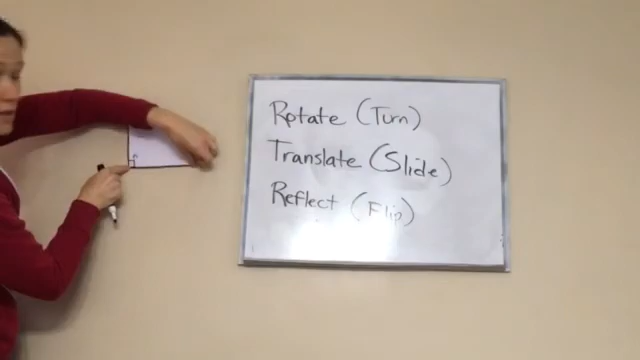 Rotate (Turn)
Translate (Slide)
Reflect (Flip)